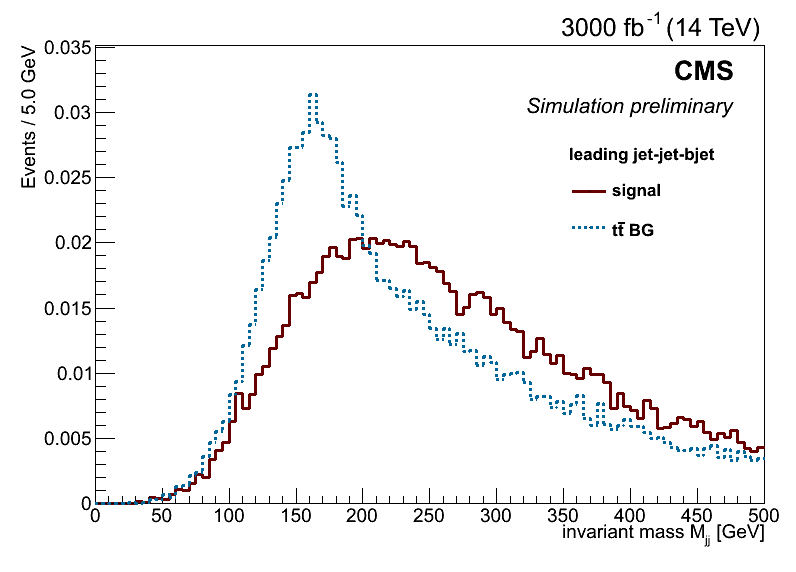 3000 fb-1 (14 TeV)
CMS
Simulation preliminary
leading jet-jet-bjet
signal
tt̄ BG
Events / 5.0 GeV
0.035
0.03
0.025
0.02
0.015
0.01
0.005
0
0 50 100 150 200 250 300 350 400 450 500
invariant mass Mjj [GeV]